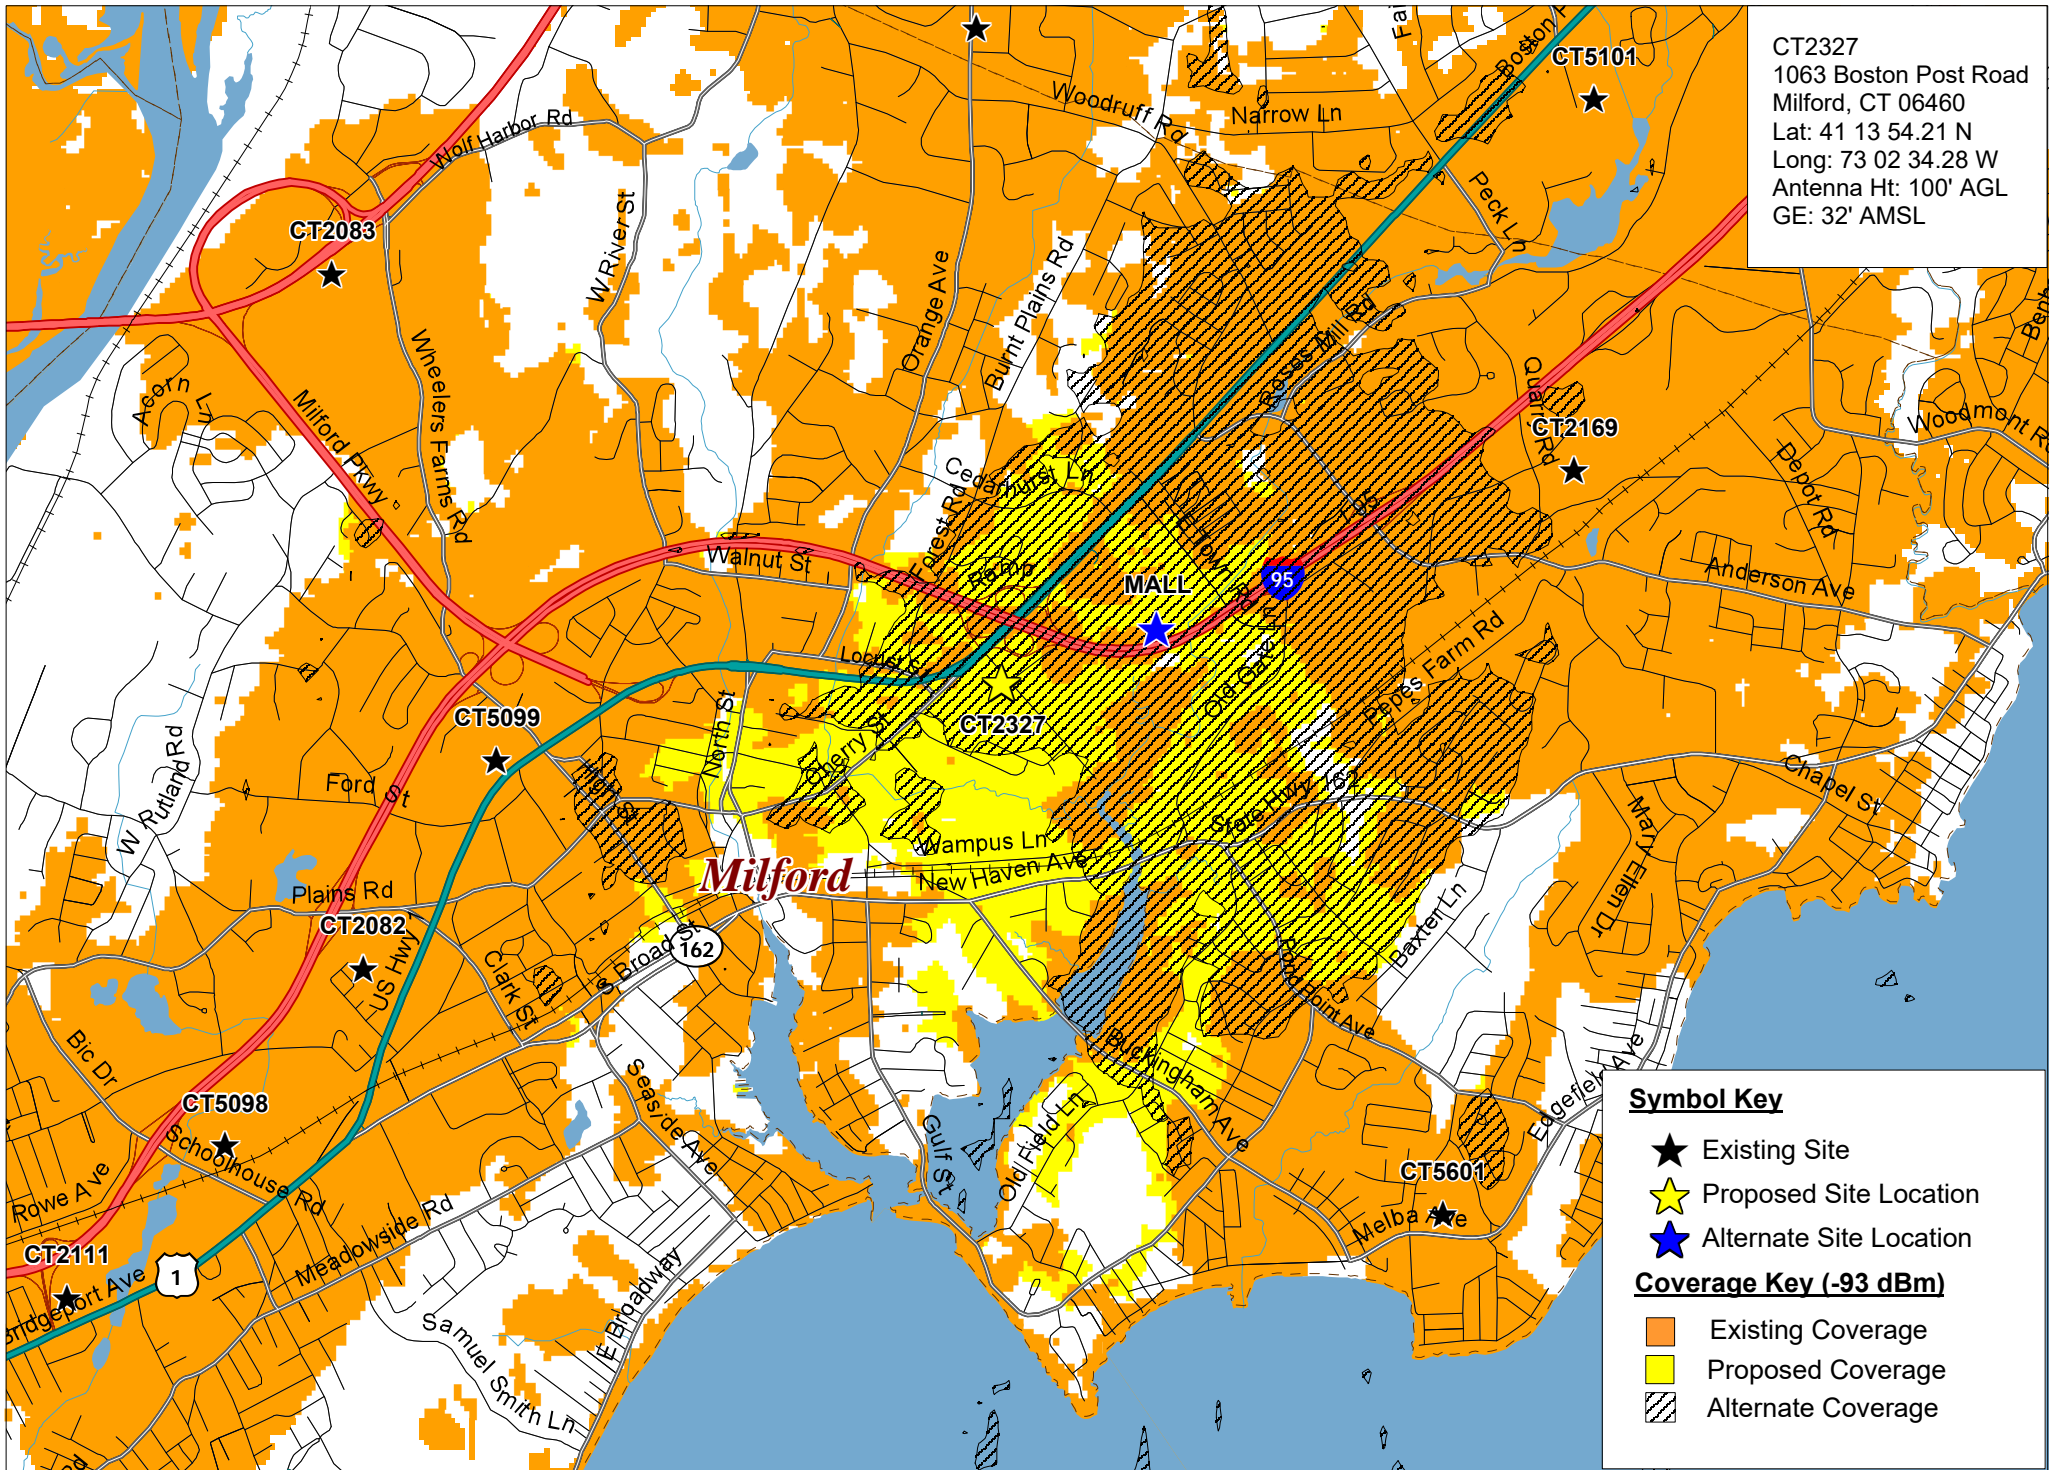 CT2327
1063 Boston Post Road
Milford, CT 06460
Lat: 41 13 54.21 N
Long: 73 02 34.28 W
Antenna Ht: 100' AGL
GE: 32' AMSL
CT5101
Woodruff Rd
Narrow Ln
Wolf Harbor Rd
Peck Ln
CT2083
W River St
Orange Ave
Burnt Plains Rd
Roses Mill Rd
Wheelers Farms Rd
Acorn Ln
Milford Pkwy
Quarry Rd
CT2169
Woodmont
Depot Rd
Cedarhurst Ln
Forest Rd
I-95
Walnut St
Ramp
MALL
95
Anderson Ave
Pepes Farm Rd
Locust S
Old Gate Ln
CT5099
North St
CT2327
Cherry St
High St
Ford St
W Rutland Rd
State Hwy 162
Chapel St
Mary Ellen Dr
Wampus Ln
New Haven Ave
Milford
Plains Rd
CT2082
US Hwy 1
162
S Broad St
Clark St
Baxter Ln
Pond Point Ave
Bic Dr
Buckingham Ave
Edgefield Ave
CT5098
Schoolhouse Rd
Seaside Ave
Gulf St
Old Field Ln
CT5601
Melba Ave
Rowe Ave
CT2111
Bridgeport Ave
1
Meadowside Rd
E Broadway
Samuel Smith Ln
Symbol Key
Existing Site
Proposed Site Location
Alternate Site Location
Coverage Key (-93 dBm)
Existing Coverage
Proposed Coverage
Alternate Coverage